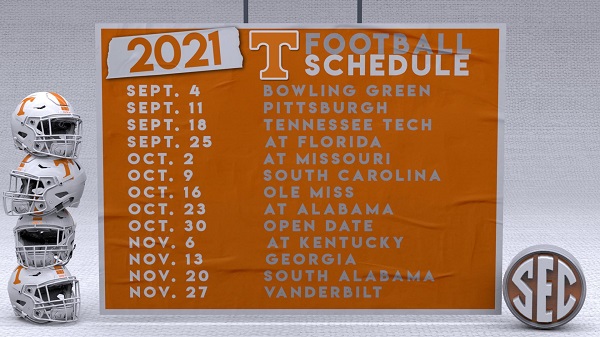 2021 T FOOTBALL
SCHEDULE
SEPT. 4 BOWLING GREEN
SEPT. 11 PITTSBURGH
SEPT. 18 TENNESSEE TECH
SEPT. 25 AT FLORIDA
OCT. 2 AT MISSOURI
OCT. 9 SOUTH CAROLINA
OCT. 16 OLE MISS
OCT. 23 AT ALABAMA
OCT. 30 OPEN DATE
NOV. 6 AT KENTUCKY
NOV. 13 GEORGIA
NOV. 20 SOUTH ALABAMA
NOV. 27 VANDERBILT
SEC